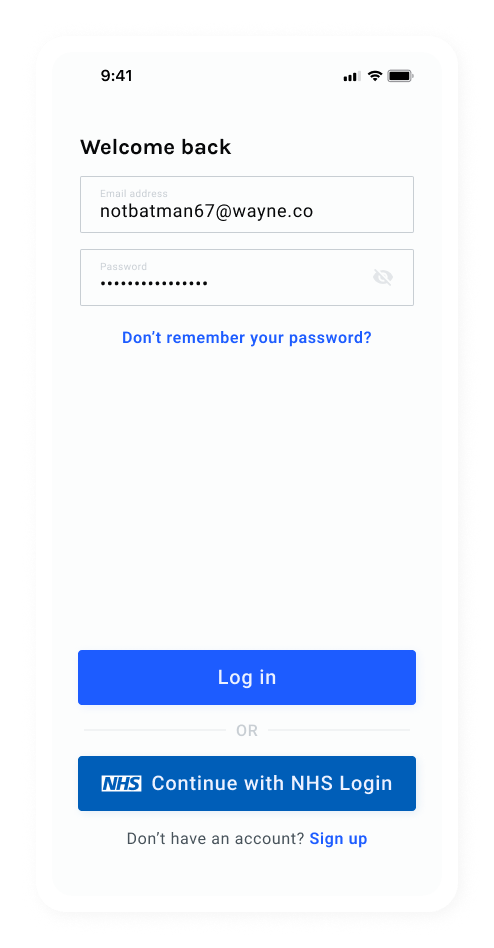 9:41
Welcome back
Email address
notbatman67@wayne.co
Password
••••••••••••••••
Don’t remember your password?
Log in
OR
NHS Continue with NHS Login
Don’t have an account? Sign up